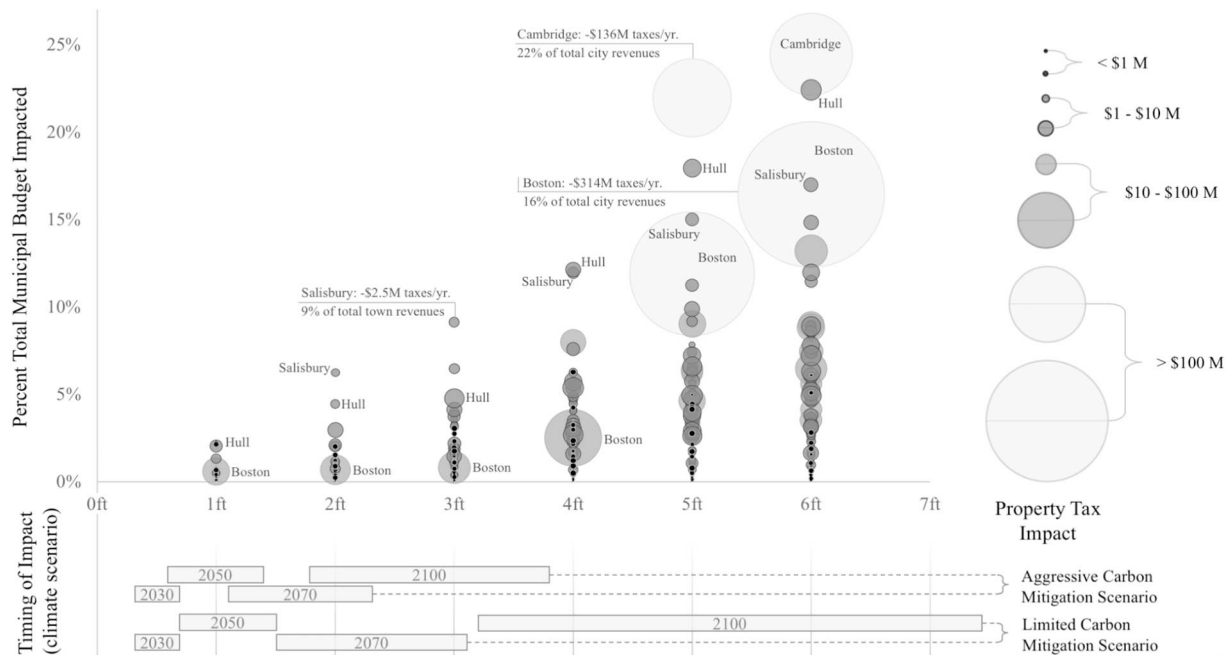 Percent Total Municipal Budget Impacted
25%
20%
15%
10%
5%
0%
0ft
1ft
2ft
3ft
4ft
5ft
6ft
7ft
Hull
Boston
Salisbury
Hull
Boston
Salisbury: -$2.5M taxes/yr.
9% of total town revenues
Hull
Boston
Hull
Salisbury
Boston
Cambridge: -$136M taxes/yr.
22% of total city revenues
Hull
Salisbury
Boston
Boston: -$314M taxes/yr.
16% of total city revenues
Cambridge
Hull
Boston
Salisbury
< $1 M
$1 - $10 M
$10 - $100 M
> $100 M
Property Tax
Impact
Timing of Impact
(climate scenario)
2050
2100
2030
2070
Aggressive Carbon
Mitigation Scenario
2050
2100
2030
2070
Limited Carbon
Mitigation Scenario